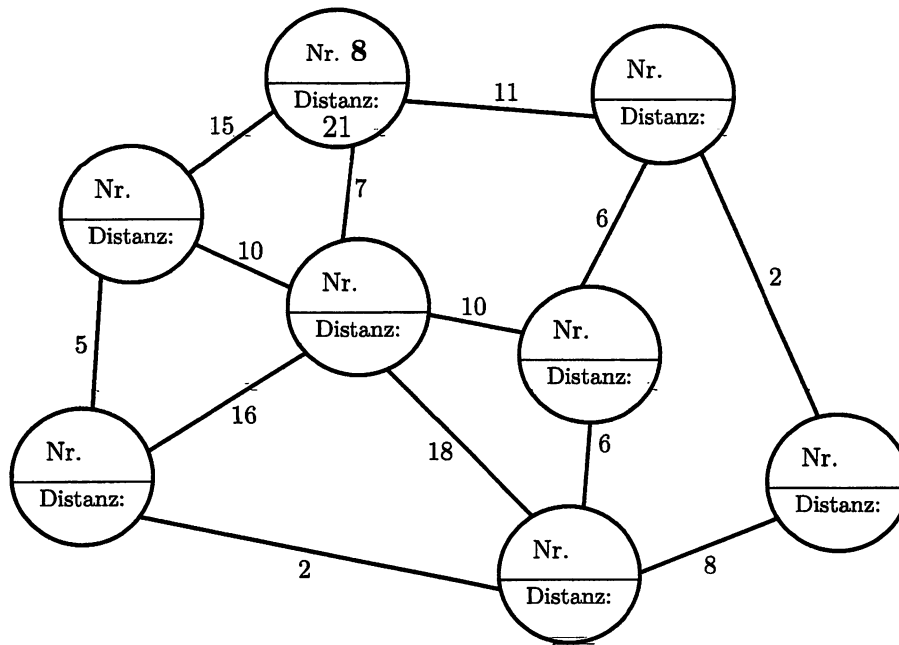 Nr. 8
Distanz:
21
11
Nr.
Distanz:
15
Nr.
Distanz:
7
6
10
Nr.
Distanz:
10
2
Nr.
Distanz:
5
16
18
6
Nr.
Distanz:
Nr.
Distanz:
2
Nr.
Distanz:
8